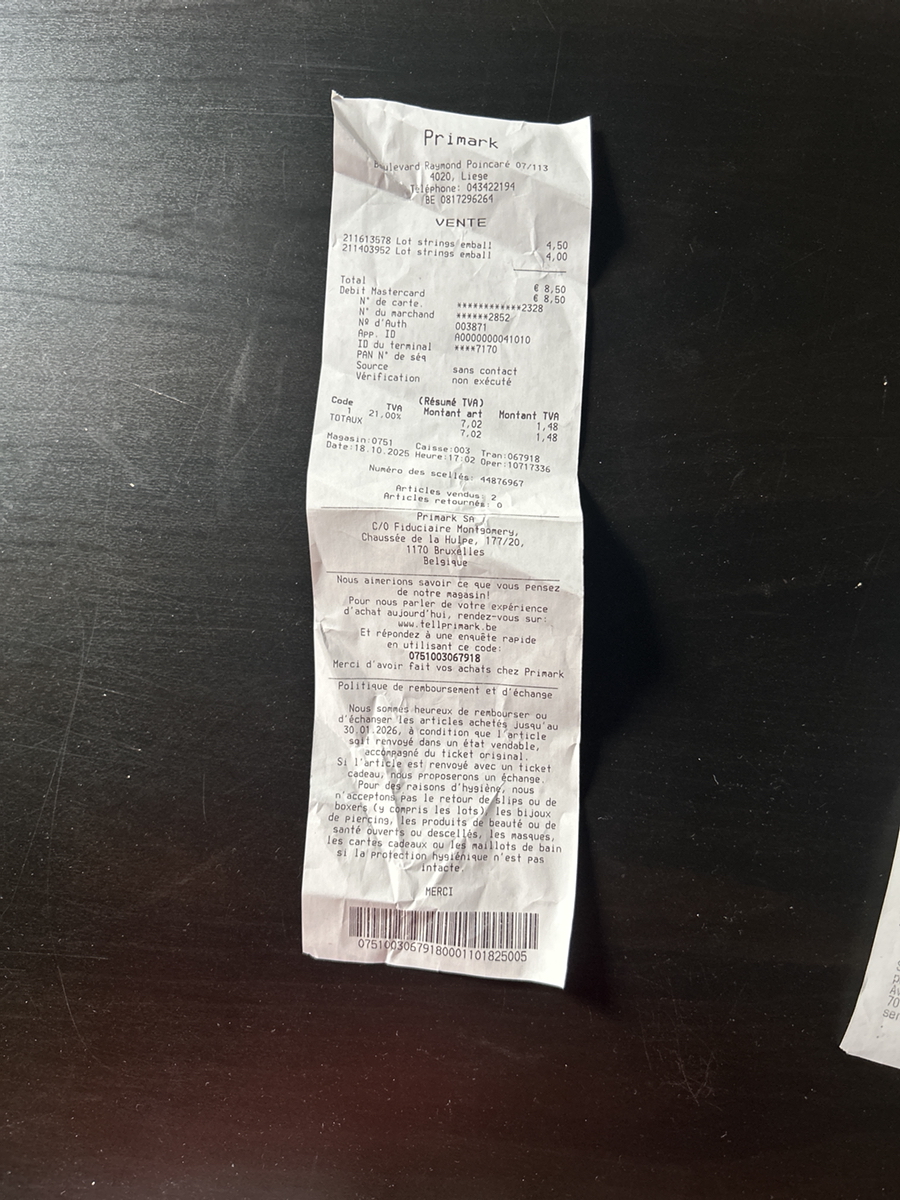 Primark
Boulevard Raymond Poincaré 07/113
4020, Liege
Téléphone: 043422194
BE 0817296264
VENTE
211613578 Lot strings emball 4,50
211403952 Lot strings emball 4,00
Total € 8,50
Debit Mastercard € 8,50
N° de carte. ************2328
N° du marchand ******2852
Nº d'Auth 003871
App. ID A0000000041010
ID du terminal ****7170
PAN N° de séq
Source sans contact
Vérification non exécuté
(Résumé TVA)
Code TVA Montant art Montant TVA
1 21,00% 7,02 1,48
TOTAUX 7,02 1,48
Magasin:0751 Caisse:003 Tran:067918
Date:18.10.2025 Heure:17:02 Oper:10717336
Numéro des scellés: 44876967
Articles vendus: 2
Articles retournés: 0
Primark SA
C/O Fiduciaire Montgomery,
Chaussée de la Hulpe, 177/20,
1170 Bruxelles
Belgique
Nous aimerions savoir ce que vous pensez
de notre magasin!
Pour nous parler de votre expérience
d'achat aujourd'hui, rendez-vous sur:
www.tellprimark.be
Et répondez à une enquête rapide
en utilisant ce code:
0751003067918
Merci d'avoir fait vos achats chez Primark
Politique de remboursement et d'échange
Nous sommes heureux de rembourser ou
d'échanger les articles achetés jusqu'au
30.01.2026, à condition que l'article
soit renvoyé dans un état vendable,
accompagné du ticket original.
Si l'article est renvoyé avec un ticket
cadeau, nous proposerons un échange.
Pour des raisons d'hygiène, nous
n'acceptons pas le retour de slips ou de
boxers (y compris les lots), les bijoux
de piercing, les produits de beauté ou de
santé ouverts ou descellés, les masques,
les cartes cadeaux ou les maillots de bain
si la protection hygiénique n'est pas
intacte.
MERCI
07510030679180001101825005
70